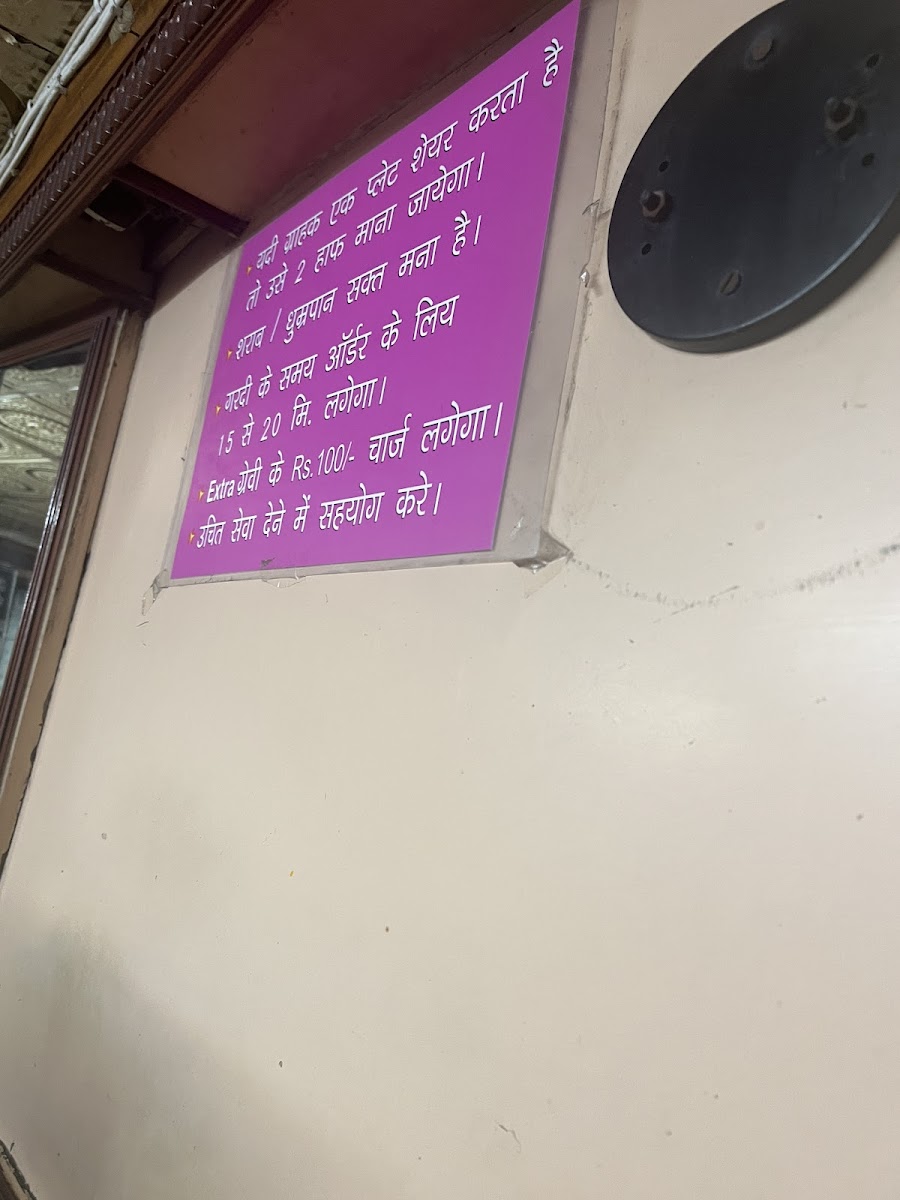 यदी ग्राहक एक प्लेट शेयर करता है
तो उसे 2 हाफ माना जायेगा।
शराब / धुम्रपान सक्त मना है।
गरदी के समय ऑर्डर के लिय
15 से 20 मि. लगेगा।
Extra ग्रेवी के Rs.100/- चार्ज लगेगा।
उचित सेवा देने में सहयोग करे।